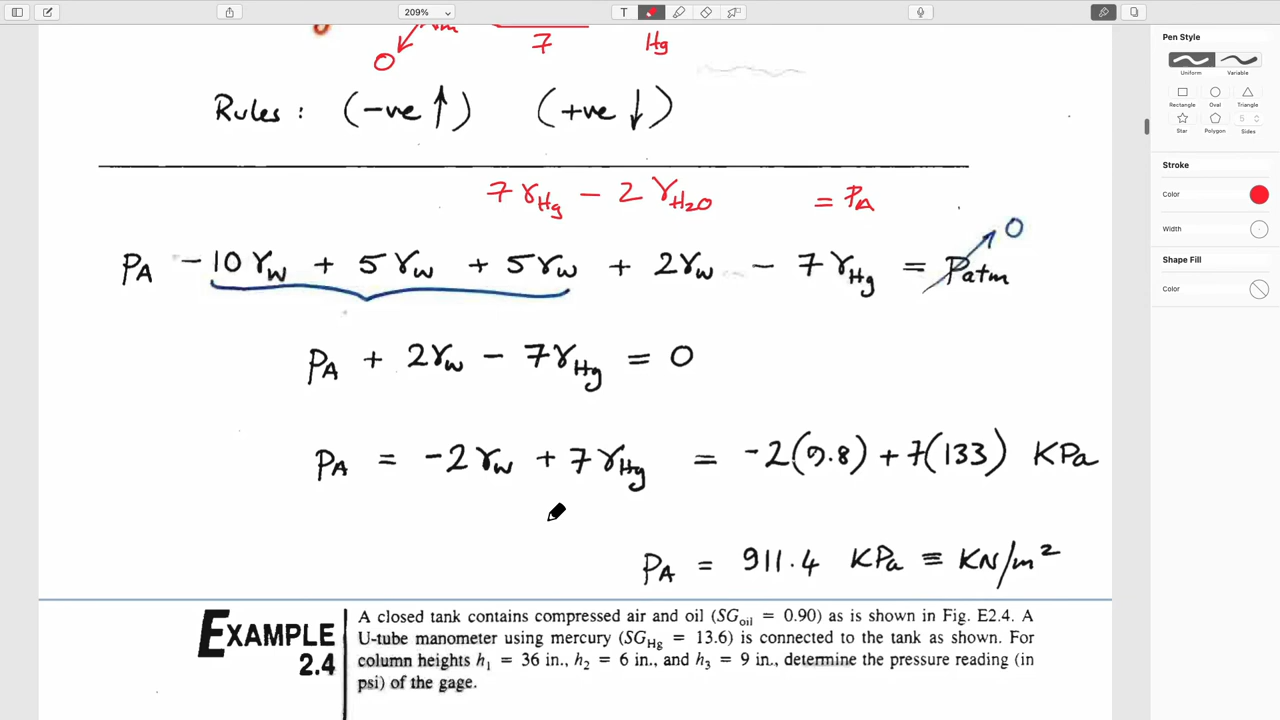 209%
T
Pen Style
Uniform Variable
Rectangle Oval Triangle
Star Polygon 5 Sides
Stroke
Color
Width
Shape Fill
Color
O
7 Hg
Rules : (-ve ↑) (+ve ↓)
7 γHg - 2 γH2O = PA
PA - 10 γw + 5 γw + 5 γw + 2 γw - 7 γHg = Patm O
PA + 2 γw - 7 γHg = 0
PA = -2 γw + 7 γHg = -2(9.8) + 7(133) KPa
PA = 911.4 KPa ≡ KN/m²
EXAMPLE 2.4
A closed tank contains compressed air and oil (SGoil = 0.90) as is shown in Fig. E2.4. A
U-tube manometer using mercury (SGHg = 13.6) is connected to the tank as shown. For
column heights h1 = 36 in., h2 = 6 in., and h3 = 9 in., determine the pressure reading (in
psi) of the gage.